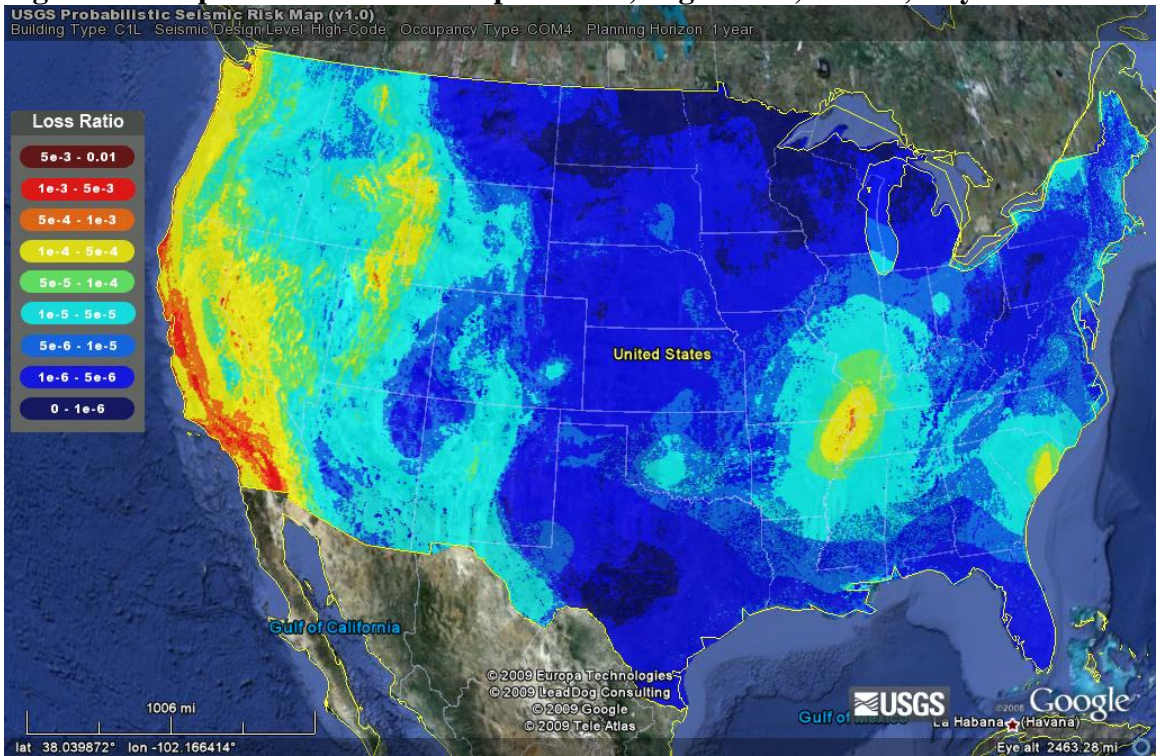 USGS Probabilistic Seismic Risk Map (v1.0)
Building Type: C1L Seismic Design Level: High-Code Occupancy Type: COM4 Planning Horizon: 1 year
Loss Ratio
5e-3 - 0.01
1e-3 - 5e-3
5e-4 - 1e-3
1e-4 - 5e-4
5e-5 - 1e-4
1e-5 - 5e-5
5e-6 - 1e-5
1e-6 - 5e-6
0 - 1e-6
United States
Gulf of California
© 2009 Europa Technologies
© 2009 LeadDog Consulting
© 2009 Google
© 2009 Tele Atlas
1006 mi
USGS
©2008 Google
Gulf of Mexico
La Habana (Havana)
lat 38.039872° lon -102.166414°
Eye alt 2463.28 mi